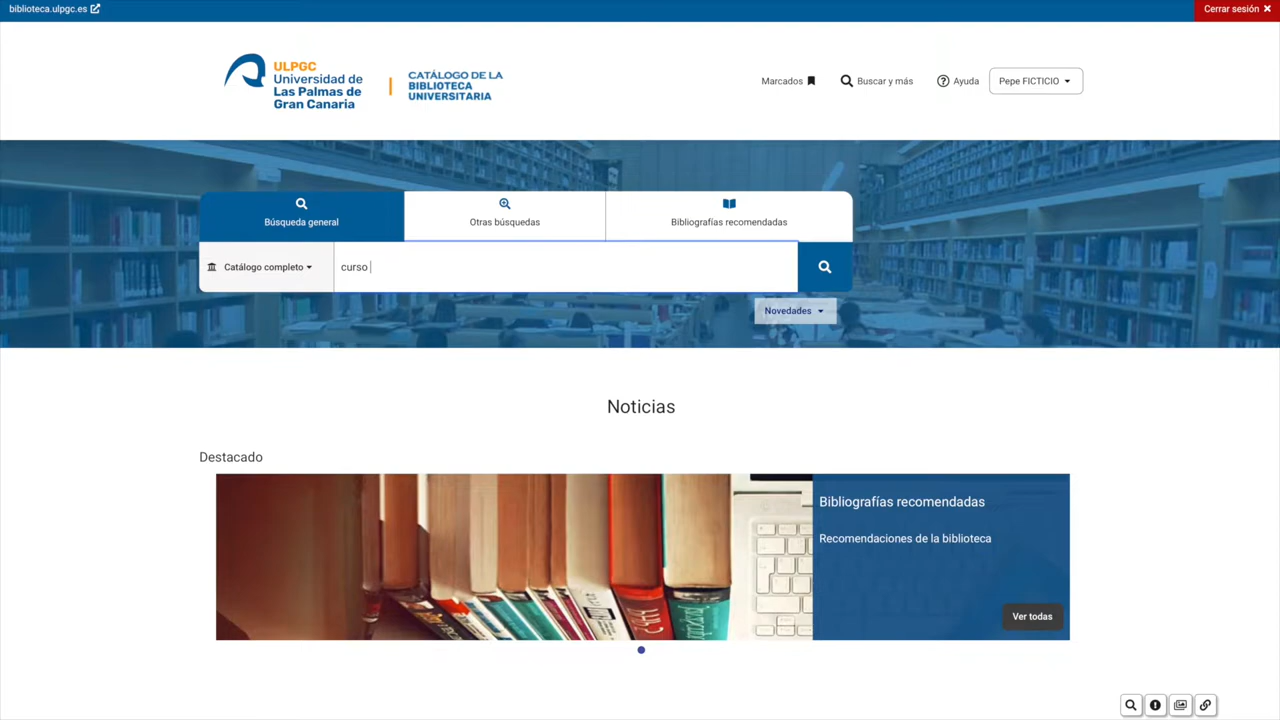 biblioteca.ulpgc.es
Cerrar sesión ×
ULPGC
Universidad de
Las Palmas de
Gran Canaria
CATÁLOGO DE LA
BIBLIOTECA
UNIVERSITARIA
Marcados
Buscar y más
Ayuda
Pepe FICTICIO
Búsqueda general
Otras búsquedas
Bibliografías recomendadas
Catálogo completo
curso
Novedades
Noticias
Destacado
Bibliografías recomendadas
Recomendaciones de la biblioteca
Ver todas